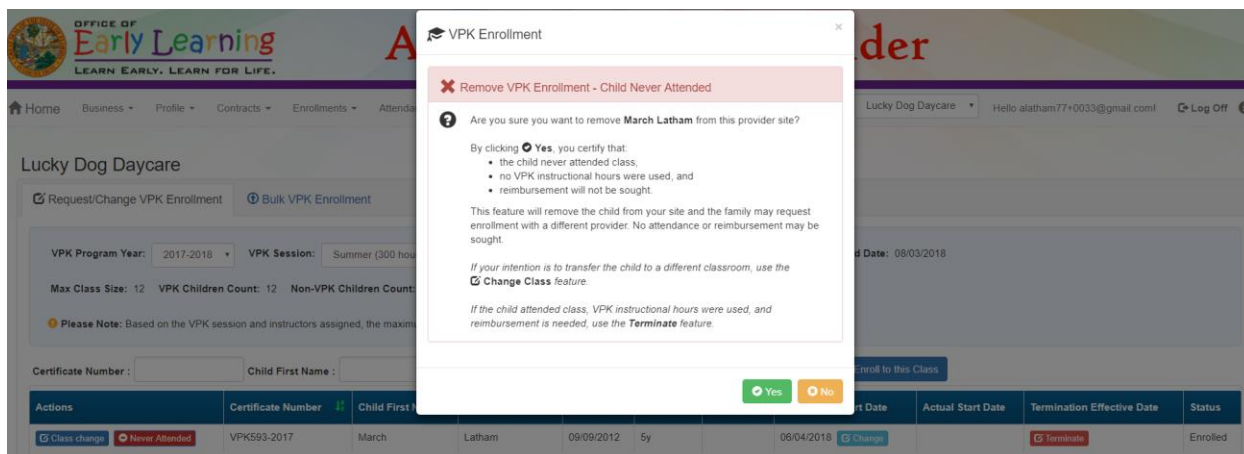 OFFICE OF
Early Learning
LEARN EARLY. LEARN FOR LIFE.
A
der
Home Business Profile Contracts Enrollments
Lucky Dog Daycare Hello alatham77+0033@gmail.com! Log Off
Lucky Dog Daycare
Request/Change VPK Enrollment Bulk VPK Enrollment
VPK Program Year: 2017-2018 VPK Session: Summer (300 hou
d Date: 08/03/2018
Max Class Size: 12 VPK Children Count: 12 Non-VPK Children Count:
Please Note: Based on the VPK session and instructors assigned, the maximu
Certificate Number : Child First Name :
Enroll to this Class
VPK Enrollment ×
Remove VPK Enrollment - Child Never Attended
Are you sure you want to remove March Latham from this provider site?
By clicking Yes, you certify that:
• the child never attended class,
• no VPK instructional hours were used, and
• reimbursement will not be sought.
This feature will remove the child from your site and the family may request
enrollment with a different provider. No attendance or reimbursement may be
sought.
If your intention is to transfer the child to a different classroom, use the
Change Class feature.
If the child attended class, VPK instructional hours were used, and
reimbursement is needed, use the Terminate feature.
Yes No
Actions Certificate Number Child First N rt Date Actual Start Date Termination Effective Date Status
Class change Never Attended VPK593-2017 March Latham 09/09/2012 5y 06/04/2018 Change Terminate Enrolled